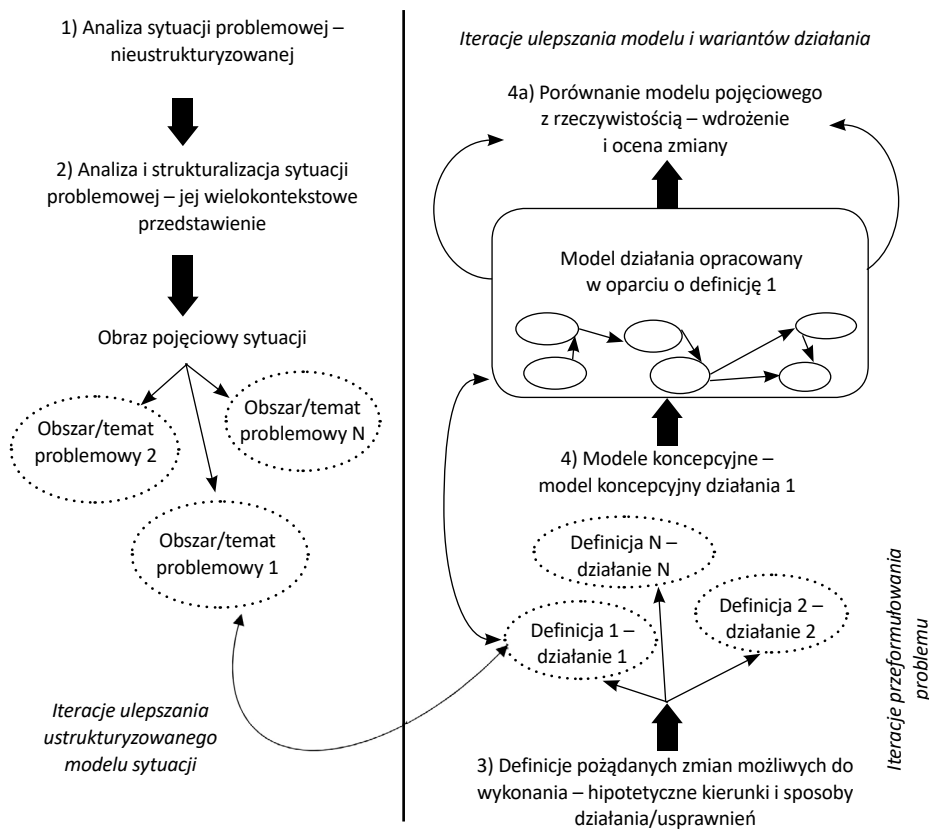 1) Analiza sytuacji problemowej –
nieustrukturyzowanej
2) Analiza i strukturalizacja sytuacji
problemowej – jej wielokontekstowe
przedstawienie
Obraz pojęciowy sytuacji
Obszar/temat
problemowy 2
Obszar/temat
problemowy N
Obszar/temat
problemowy 1
Iteracje ulepszania
ustrukturyzowanego
modelu sytuacji
Iteracje ulepszania modelu i wariantów działania
4a) Porównanie modelu pojęciowego
z rzeczywistością – wdrożenie
i ocena zmiany
Model działania opracowany
w oparciu o definicję 1
4) Modele koncepcyjne –
model koncepcyjny działania 1
Definicja N –
działanie N
Definicja 1 –
działanie 1
Definicja 2 –
działanie 2
3) Definicje pożądanych zmian możliwych do
wykonania – hipotetyczne kierunki i sposoby
działania/usprawnień
Iteracje przeformułowania
problemu